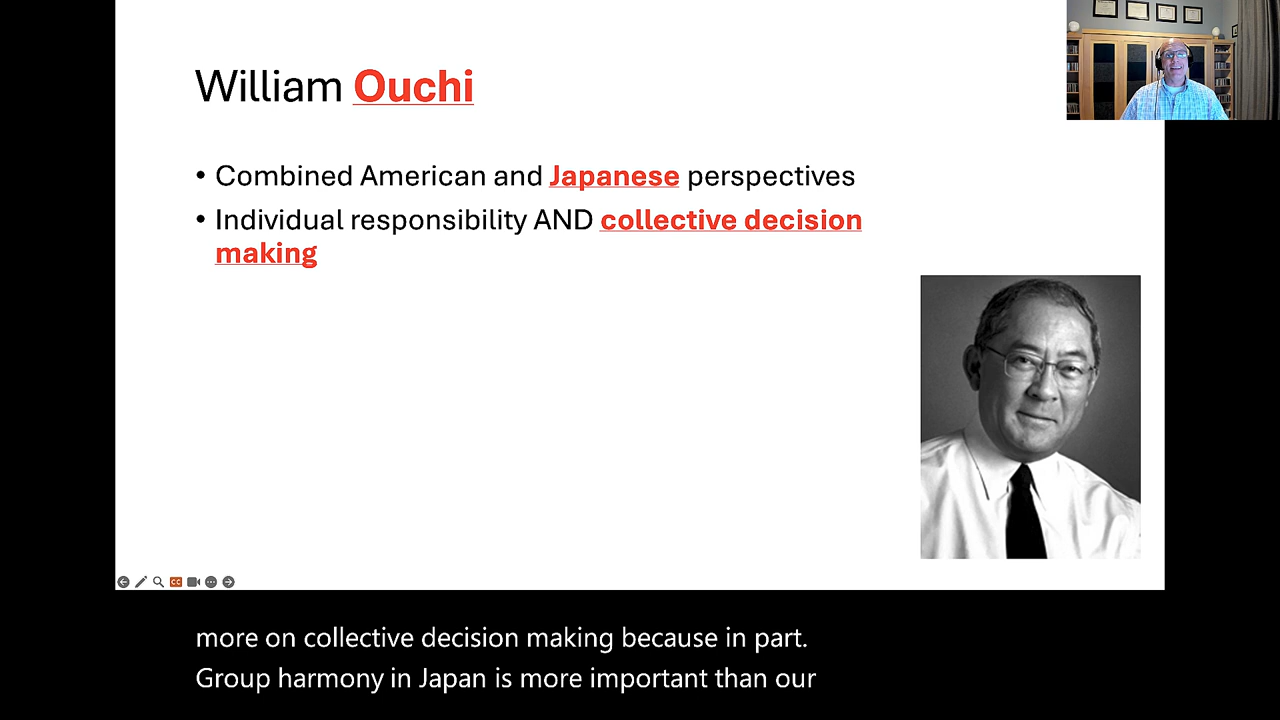 William Ouchi
• Combined American and Japanese perspectives
• Individual responsibility AND collective decision
making
CC
more on collective decision making because in part.
Group harmony in Japan is more important than our